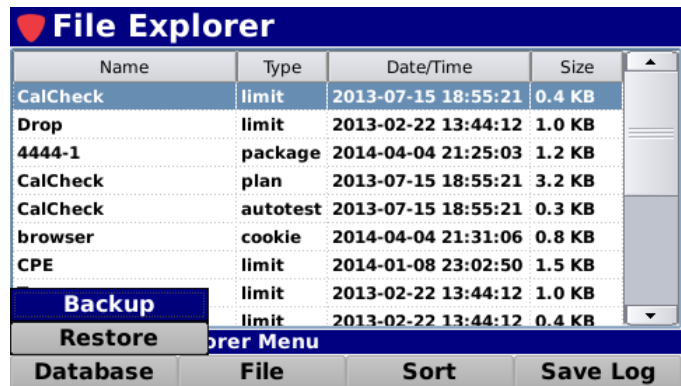 File Explorer
Name Type Date/Time Size
CalCheck limit 2013-07-15 18:55:21 0.4 KB
Drop limit 2013-02-22 13:44:12 1.0 KB
4444-1 package 2014-04-04 21:25:03 1.2 KB
CalCheck plan 2013-07-15 18:55:21 3.2 KB
CalCheck autotest 2013-07-15 18:55:21 0.3 KB
browser cookie 2014-04-04 21:31:06 0.8 KB
CPE limit 2014-01-08 23:02:50 1.5 KB
limit 2013-02-22 13:44:12 1.0 KB
Backup
limit 2013-02-22 13:44:12 0.4 KB
Restore
orer Menu
Database File Sort Save Log